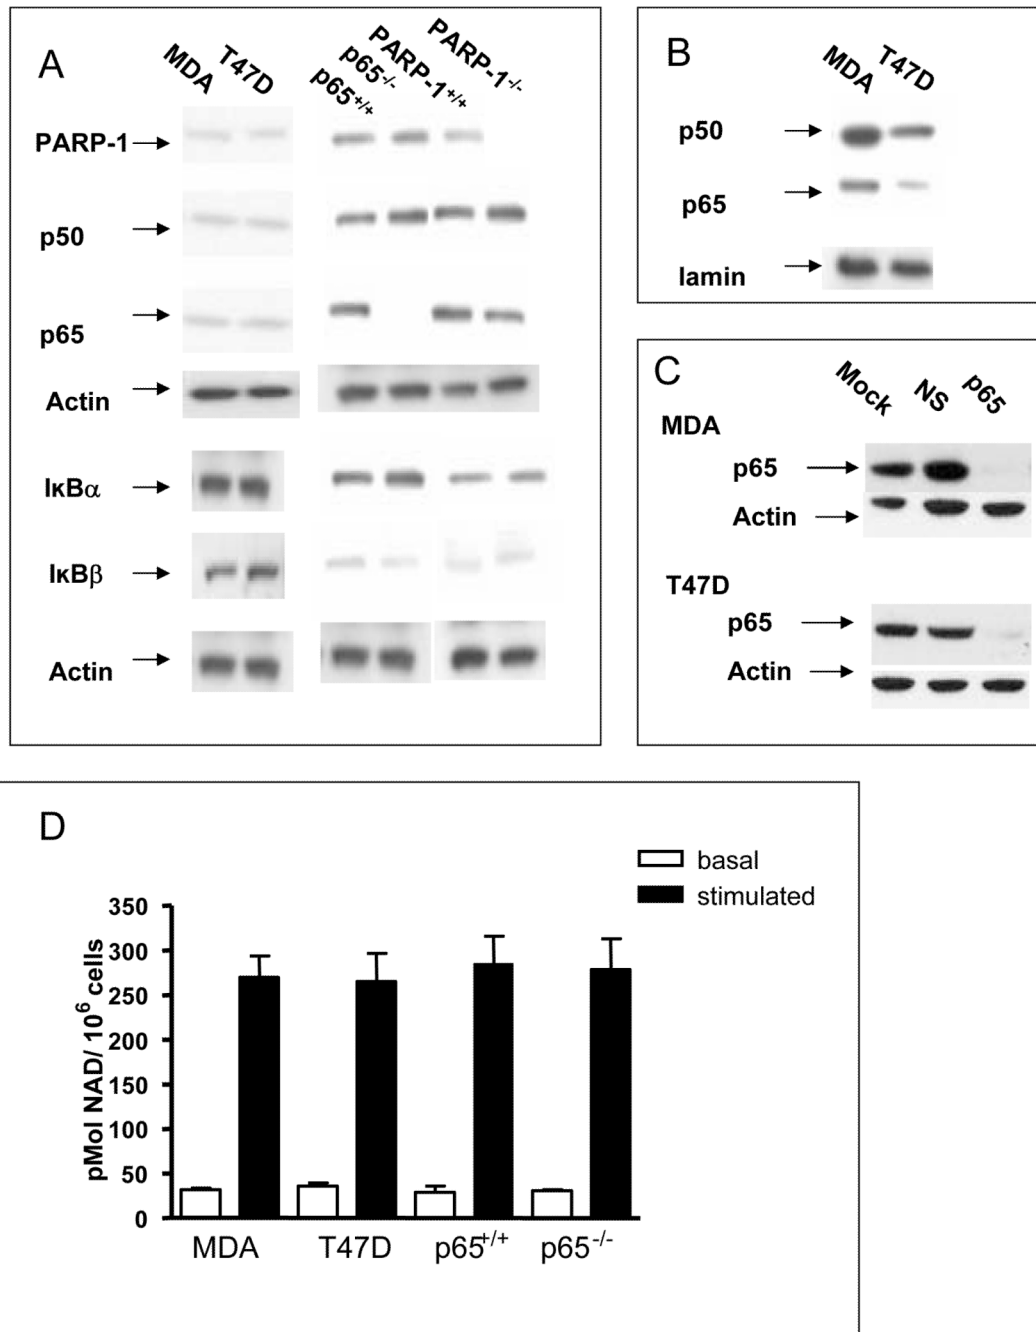 A
MDA
T47D
p65+/+
p65-/-
PARP-1+/+
PARP-1-/-
PARP-1
p50
p65
Actin
IκBα
IκBβ
Actin
B
MDA
T47D
p50
p65
lamin
C
Mock
NS
p65
MDA
p65
Actin
T47D
p65
Actin
D
basal
stimulated
pMol NAD/ 10⁶ cells
350
300
250
200
150
100
50
0
MDA
T47D
p65+/+
p65-/-